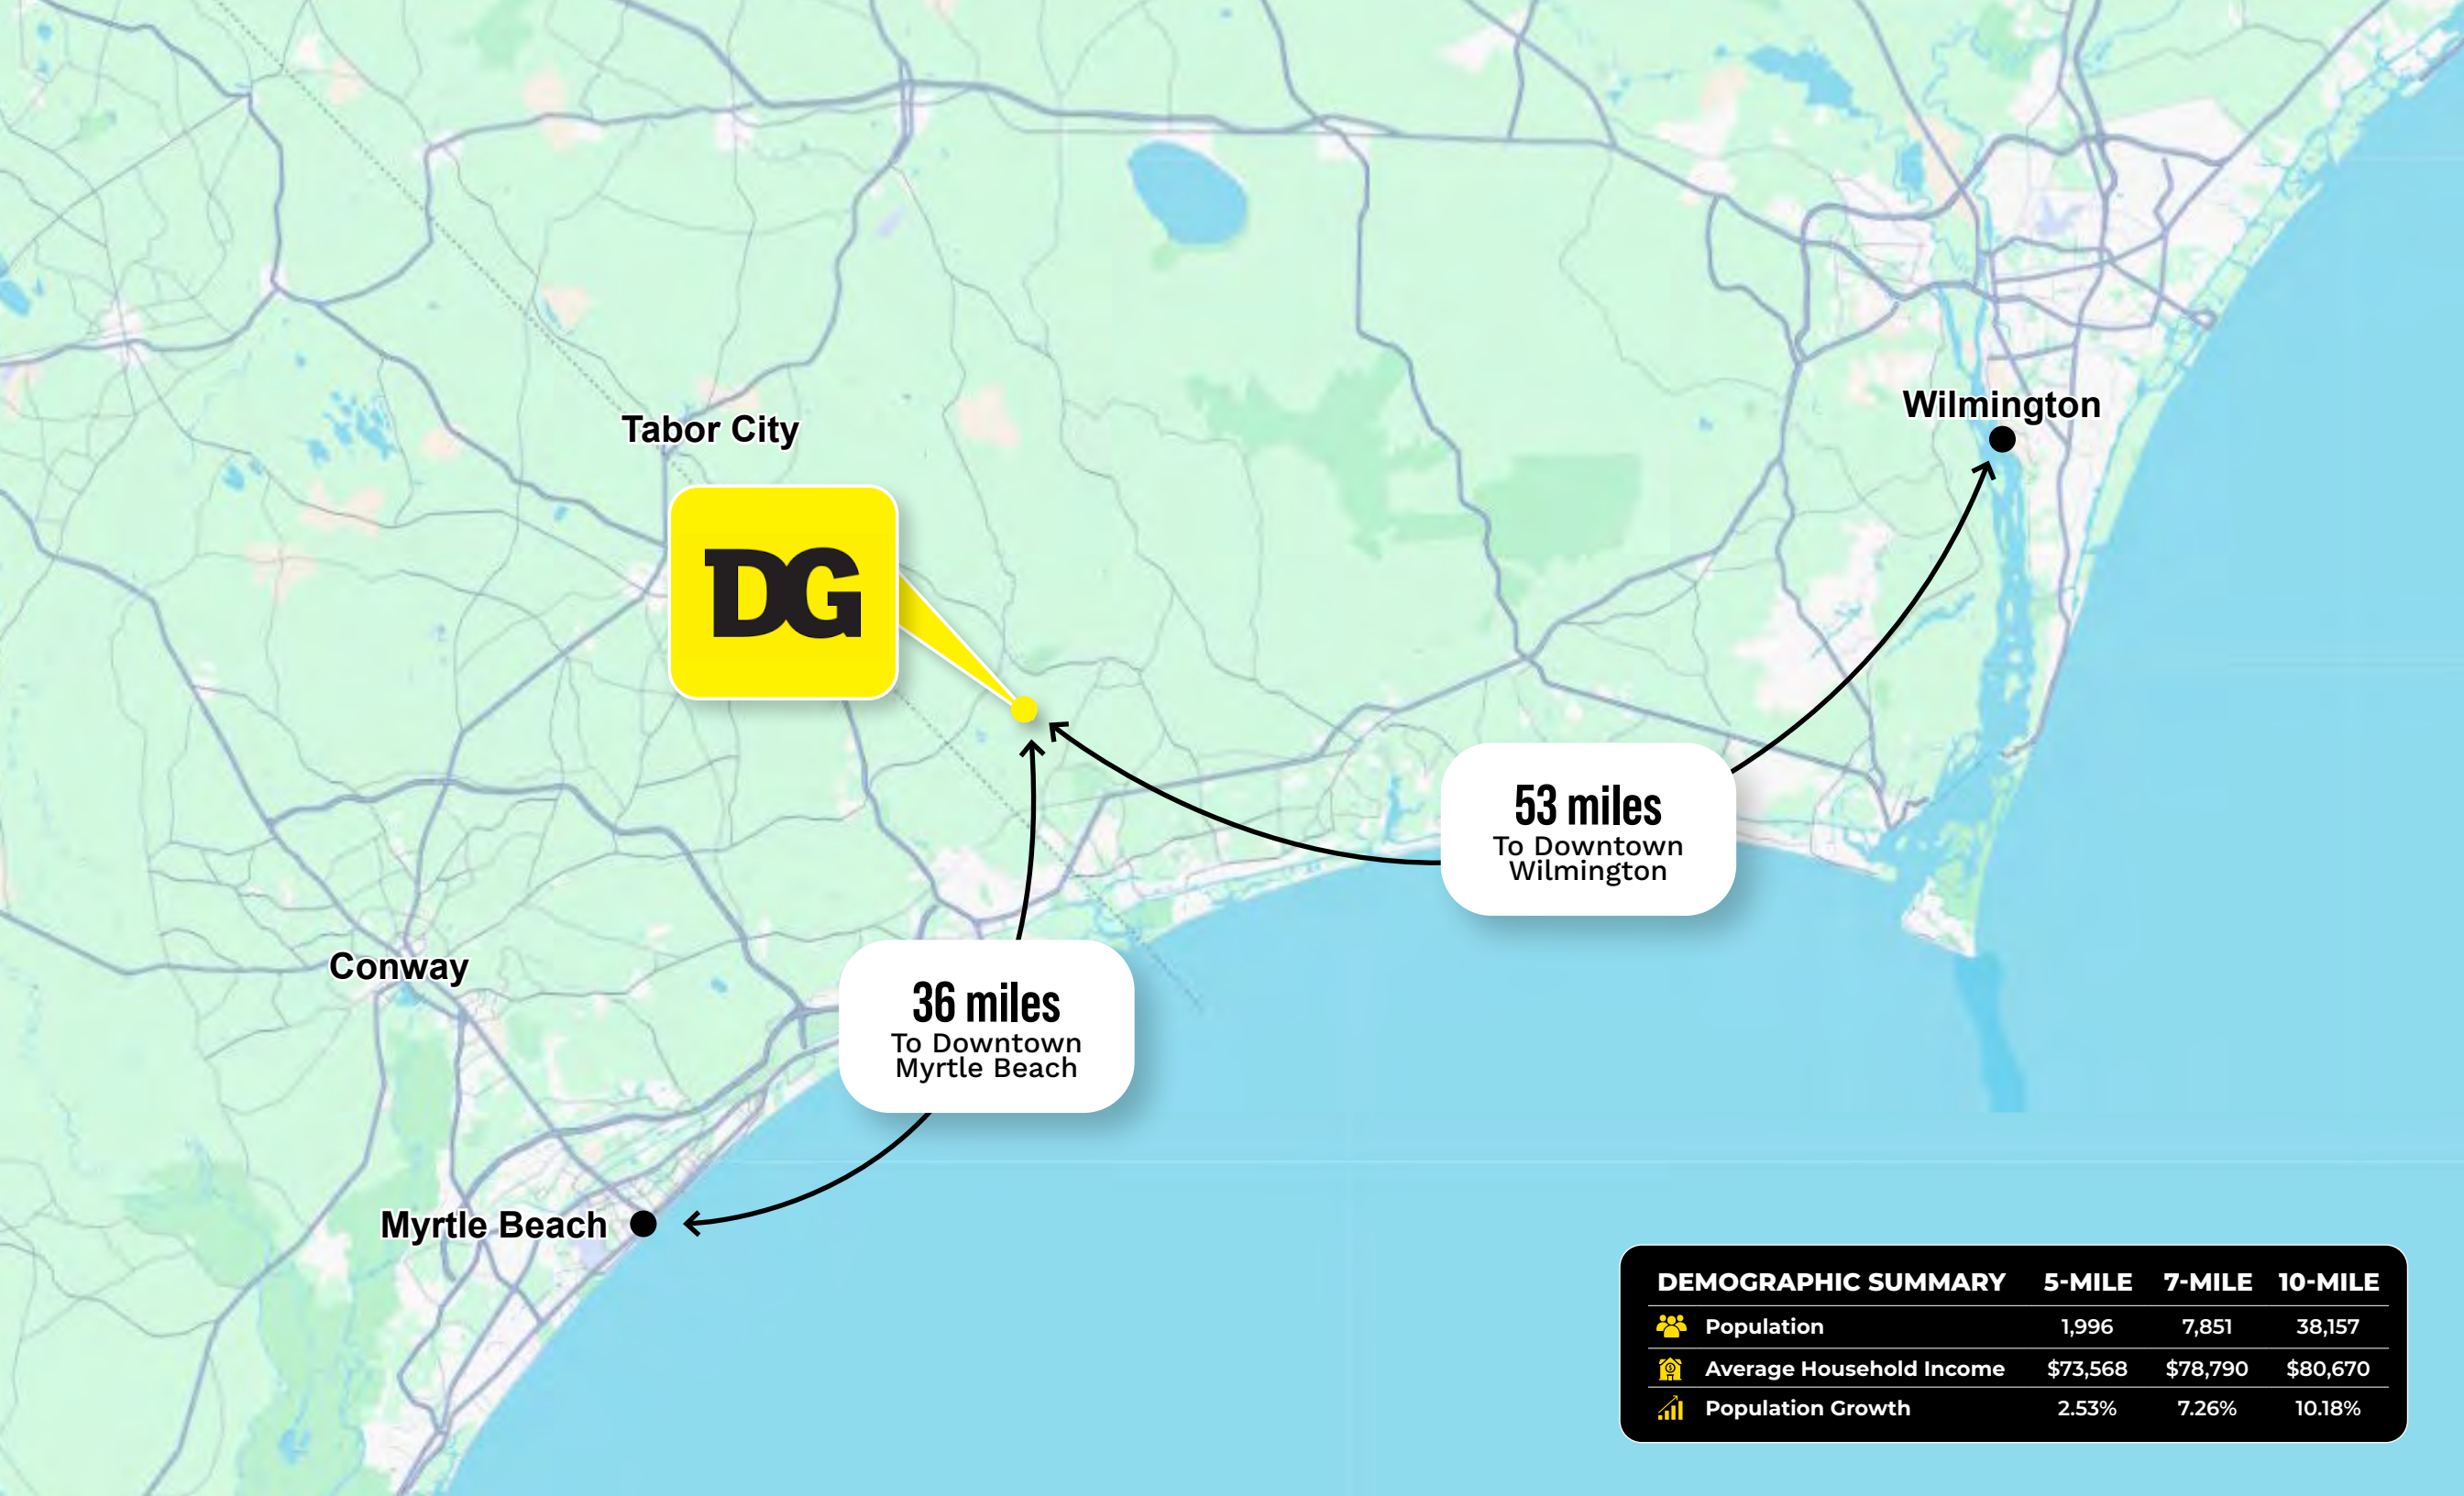 Tabor City
Wilmington
DG
53 miles
To Downtown
Wilmington
Conway
36 miles
To Downtown
Myrtle Beach
Myrtle Beach
DEMOGRAPHIC SUMMARY 5-MILE 7-MILE 10-MILE
Population 1,996 7,851 38,157
Average Household Income $73,568 $78,790 $80,670
Population Growth 2.53% 7.26% 10.18%